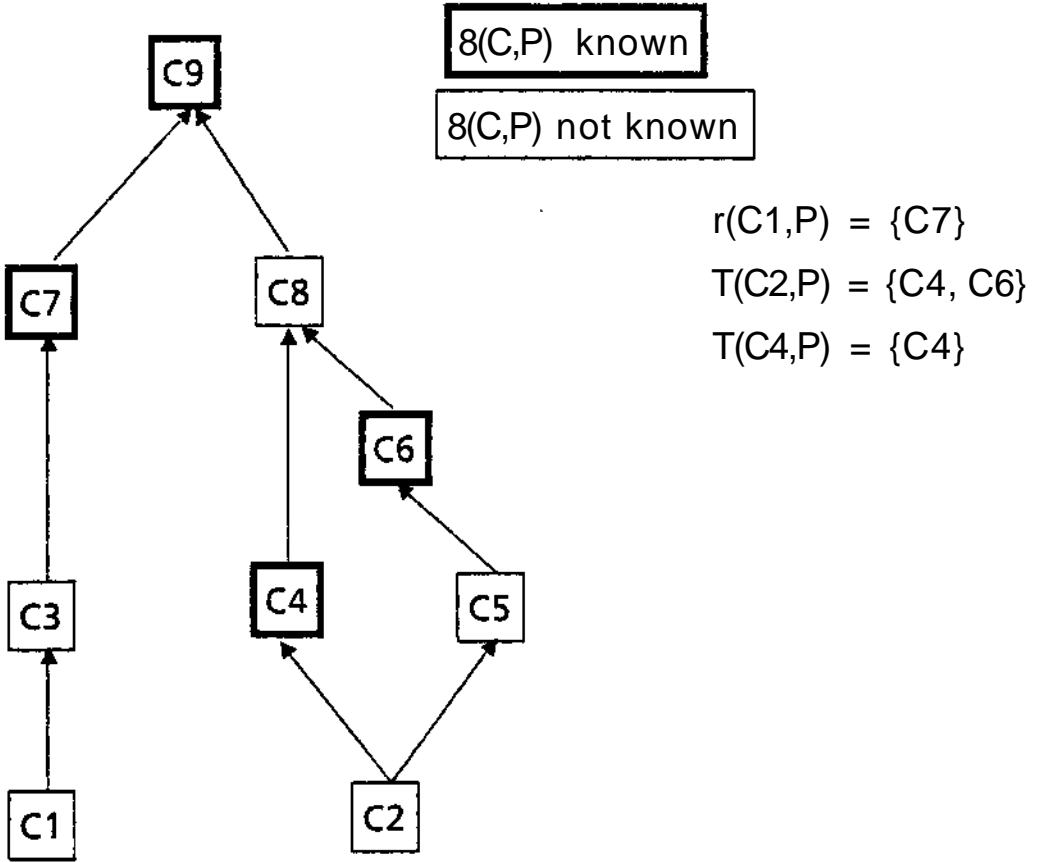 C9
8(C,P) known
8(C,P) not known
r(C1,P) = {C7}
T(C2,P) = {C4, C6}
T(C4,P) = {C4}
C7
C8
C6
C4
C3
C5
C1
C2